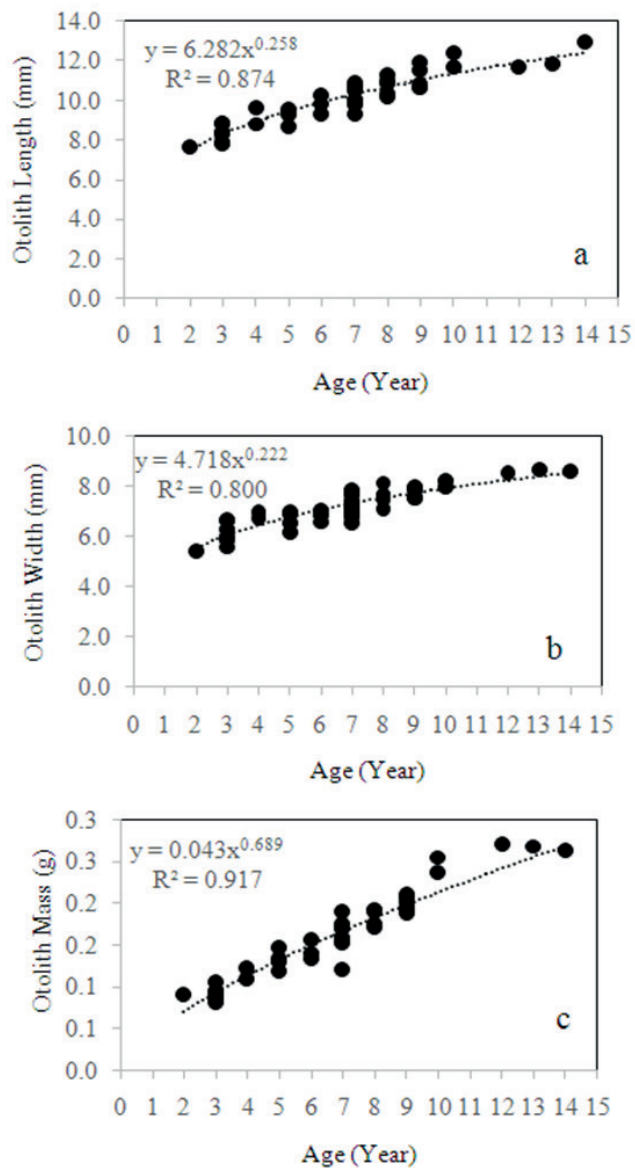 14.0
12.0
10.0
8.0
6.0
4.0
2.0
0.0
Otolith Length (mm)
y = 6.282x^0.258
R² = 0.874
a
0 1 2 3 4 5 6 7 8 9 10 11 12 13 14 15
Age (Year)
10.0
8.0
6.0
4.0
2.0
0.0
Otolith Width (mm)
y = 4.718x^0.222
R² = 0.800
b
0 1 2 3 4 5 6 7 8 9 10 11 12 13 14 15
Age (Year)
0.3
0.3
0.2
0.2
0.1
0.1
0.0
Otolith Mass (g)
y = 0.043x^0.689
R² = 0.917
c
0 1 2 3 4 5 6 7 8 9 10 11 12 13 14 15
Age (Year)